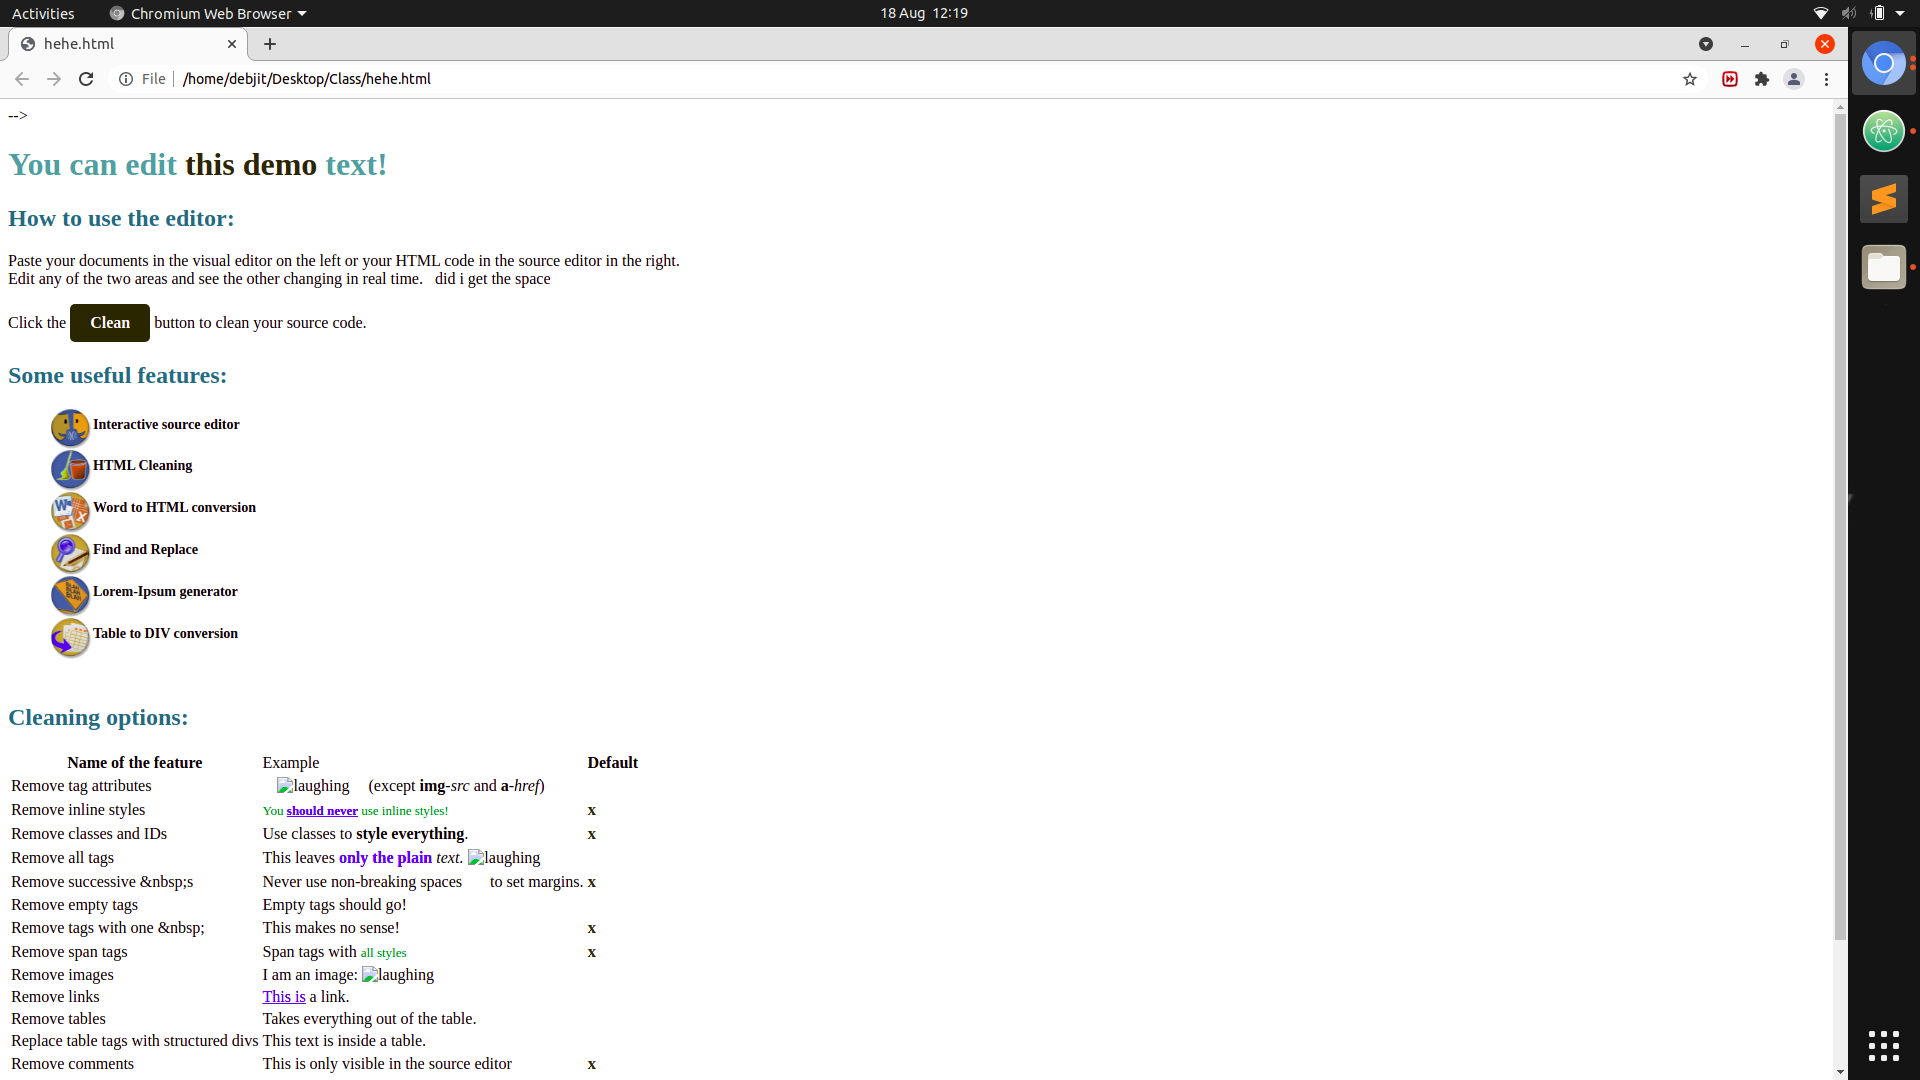 Activities Chromium Web Browser 18 Aug 12:19
hehe.html
File /home/debjit/Desktop/Class/hehe.html
-->
You can edit this demo text!
How to use the editor:
Paste your documents in the visual editor on the left or your HTML code in the source editor in the right.
Edit any of the two areas and see the other changing in real time.   did i get the space
Click the Clean button to clean your source code.
Some useful features:
Interactive source editor
HTML Cleaning
Word to HTML conversion
Find and Replace
Lorem-Ipsum generator
Table to DIV conversion
Cleaning options:
Name of the feature Example Default
Remove tag attributes laughing (except img-src and a-href)
Remove inline styles You should never use inline styles! x
Remove classes and IDs Use classes to style everything. x
Remove all tags This leaves only the plain text. laughing
Remove successive &nbsp;s Never use non-breaking spaces to set margins. x
Remove empty tags Empty tags should go!
Remove tags with one &nbsp; This makes no sense! x
Remove span tags Span tags with all styles x
Remove images I am an image: laughing
Remove links This is a link.
Remove tables Takes everything out of the table.
Replace table tags with structured divs This text is inside a table.
Remove comments This is only visible in the source editor x